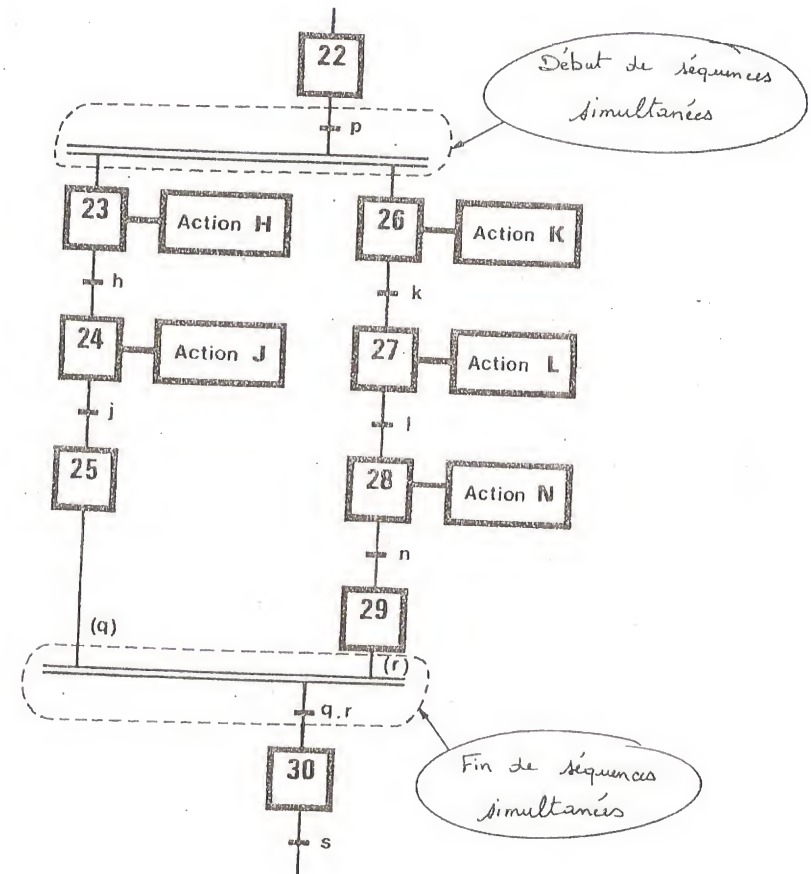 22
Début de séquences
simultanées
p
23
Action H
26
Action K
h
k
24
Action J
27
Action L
j
l
25
28
Action N
n
29
(q)
(r)
q.r
30
Fin de séquences
simultanées
s